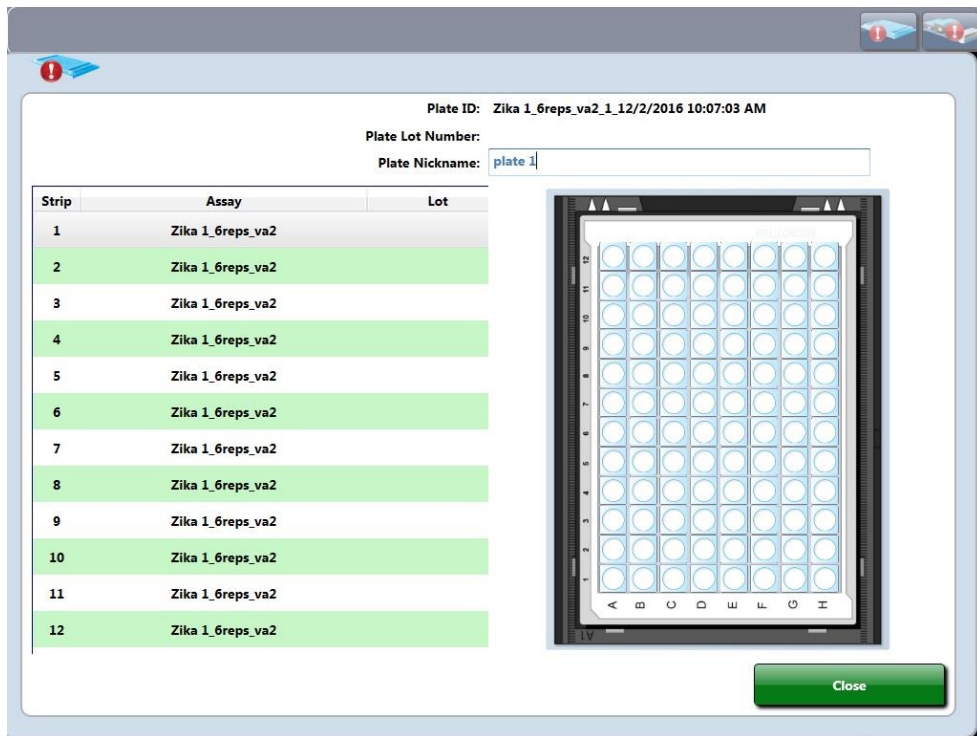 Plate ID: Zika 1_6reps_va2_1_12/2/2016 10:07:03 AM
Plate Lot Number:
Plate Nickname: plate 1
Strip Assay Lot
1 Zika 1_6reps_va2
2 Zika 1_6reps_va2
3 Zika 1_6reps_va2
4 Zika 1_6reps_va2
5 Zika 1_6reps_va2
6 Zika 1_6reps_va2
7 Zika 1_6reps_va2
8 Zika 1_6reps_va2
9 Zika 1_6reps_va2
10 Zika 1_6reps_va2
11 Zika 1_6reps_va2
12 Zika 1_6reps_va2
12
11
10
9
8
7
6
5
4
3
2
1
A B C D E F G H
A1
Close